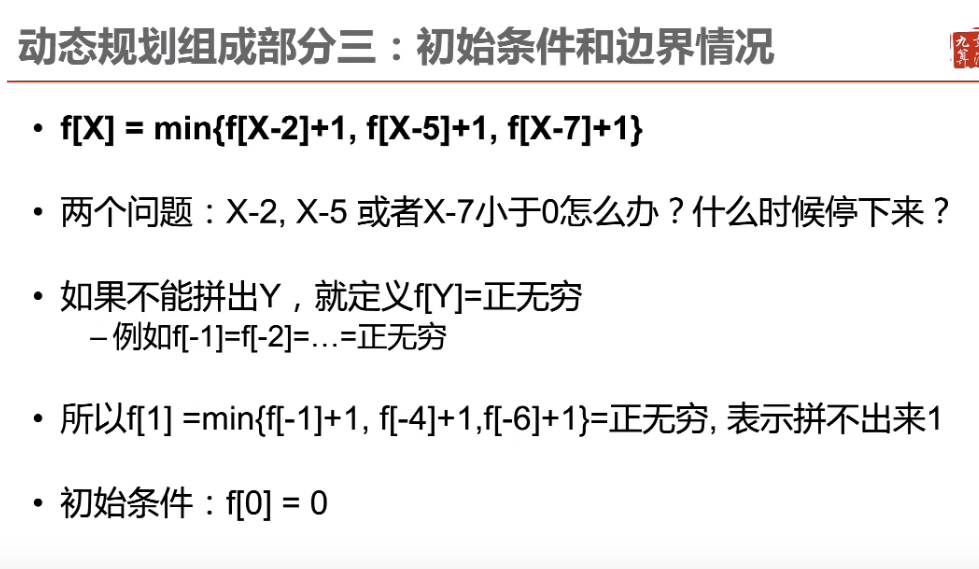 动态规划组成部分三：初始条件和边界情况
九
算
• f[X] = min{f[X-2]+1, f[X-5]+1, f[X-7]+1}
• 两个问题：X-2, X-5 或者X-7小于0怎么办？什么时候停下来？
• 如果不能拼出Y，就定义f[Y]=正无穷
– 例如f[-1]=f[-2]=…=正无穷
• 所以f[1] =min{f[-1]+1, f[-4]+1,f[-6]+1}=正无穷, 表示拼不出来1
• 初始条件：f[0] = 0